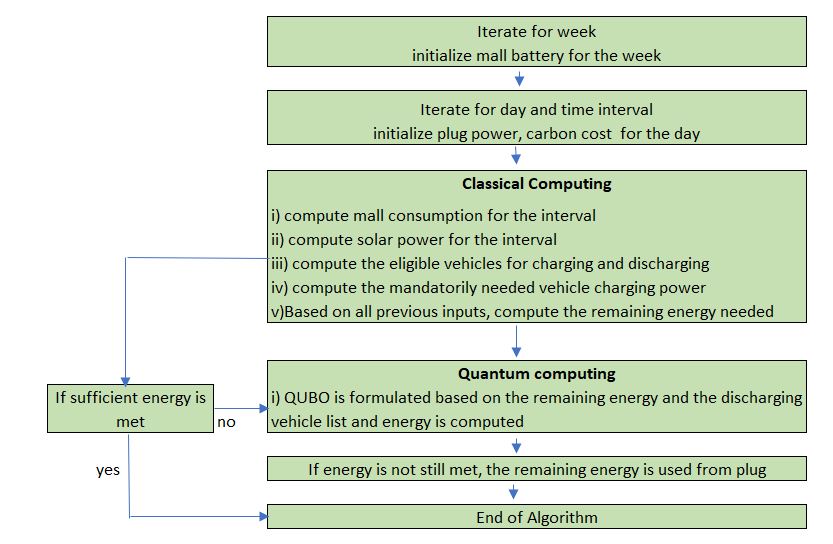 Iterate for week
initialize mall battery for the week
Iterate for day and time interval
initialize plug power, carbon cost for the day
Classical Computing
i) compute mall consumption for the interval
ii) compute solar power for the interval
iii) compute the eligible vehicles for charging and discharging
iv) compute the mandatorily needed vehicle charging power
v)Based on all previous inputs, compute the remaining energy needed
If sufficient energy is
met
no
yes
Quantum computing
i) QUBO is formulated based on the remaining energy and the discharging
vehicle list and energy is computed
If energy is not still met, the remaining energy is used from plug
End of Algorithm